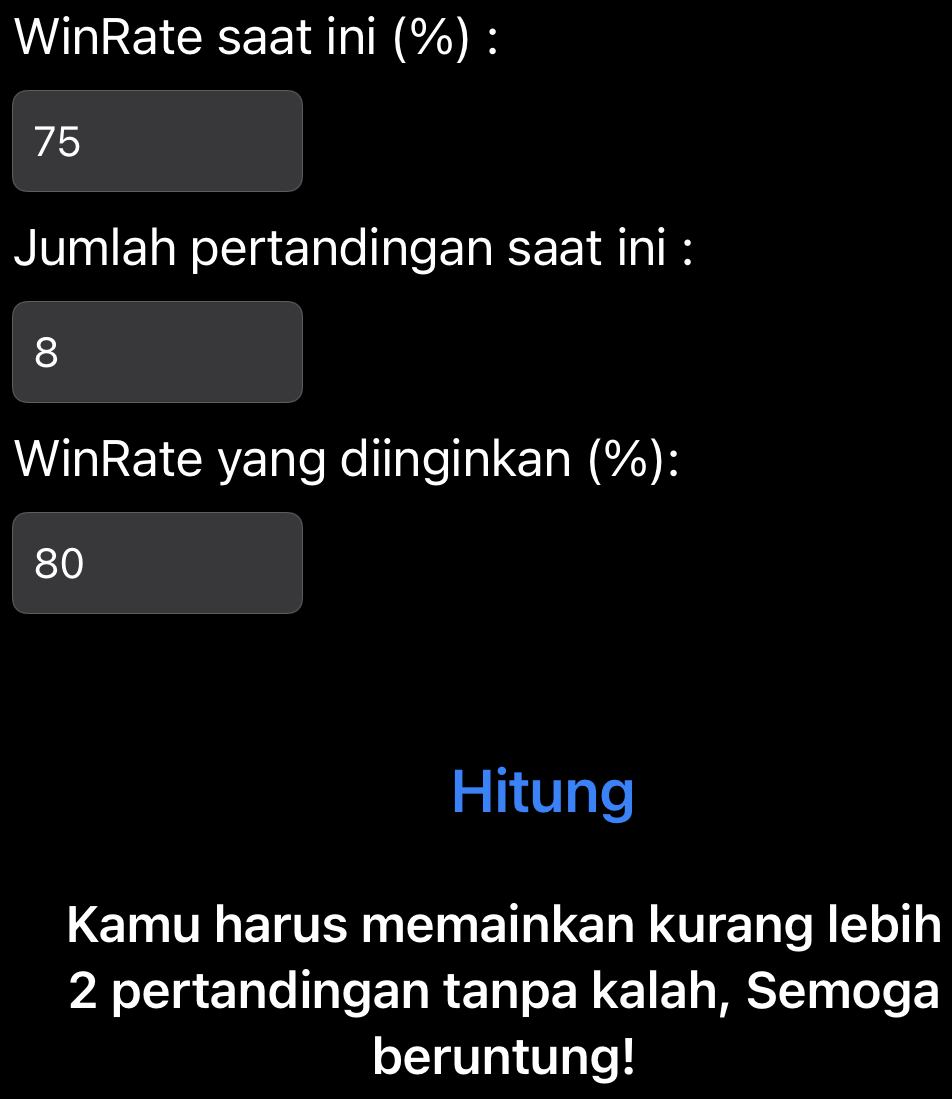 WinRate saat ini (%) :
75
Jumlah pertandingan saat ini :
8
WinRate yang diinginkan (%):
80
Hitung
Kamu harus memainkan kurang lebih
2 pertandingan tanpa kalah, Semoga
beruntung!